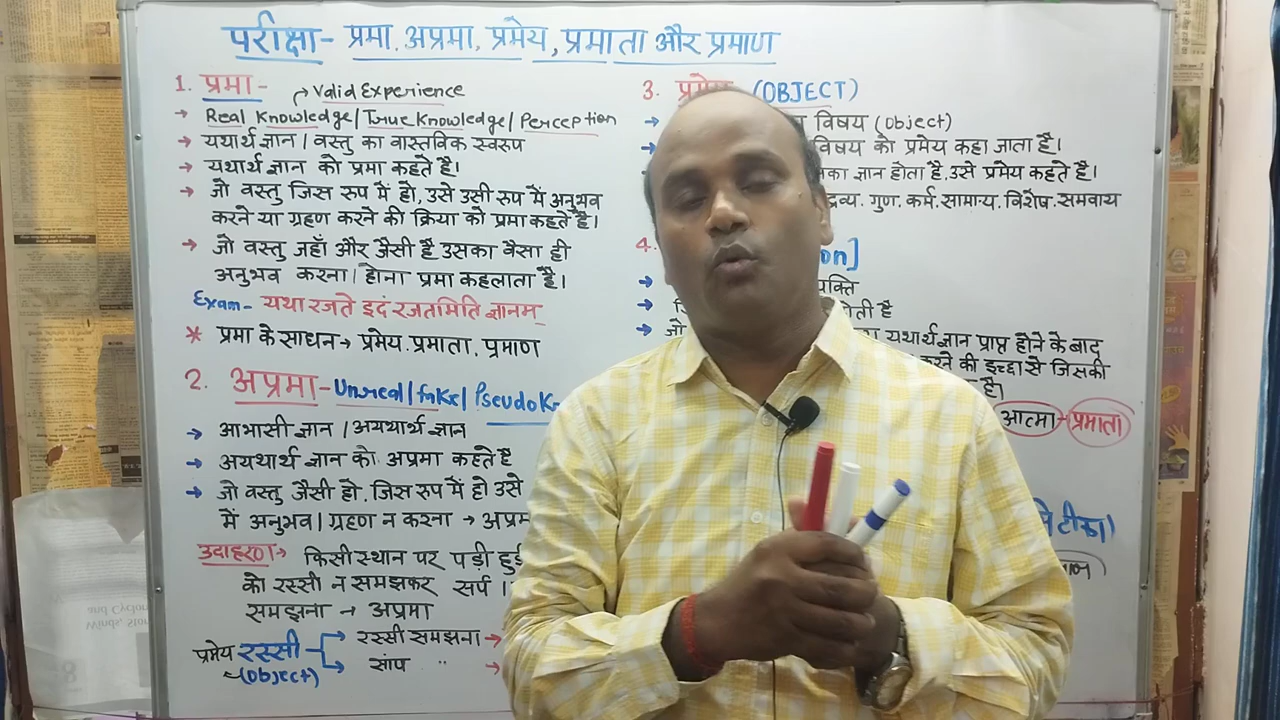 परीक्षा- प्रमा, अप्रमा, प्रमेय, प्रमाता और प्रमाण
1. प्रमा-
Valid Experience
→ Real Knowledge/True Knowledge/Perception
→ यथार्थ ज्ञान / वस्तु का वास्तविक स्वरूप
→ यथार्थ ज्ञान को प्रमा कहते है।
→ जो वस्तु जिस रूप में हो, उसे उसी रूप में अनुभव
करने या ग्रहण करने की क्रिया को प्रमा कहते है।
→ जो वस्तु जहाँ और जैसी है उसका वैसा ही
अनुभव करना / होना प्रमा कहलाता है।
Exam- यथा रजते इदं रजतमिति ज्ञानम्
* प्रमा के साधन→ प्रमेय. प्रमाता. प्रमाण
2. अप्रमा- Unreal/fake/Pseudo
→ आभासी ज्ञान / अयथार्थ ज्ञान
→ अयथार्थ ज्ञान को अप्रमा कहते है
→ जो वस्तु जैसी हो. जिस रूप में हो उसे
में अनुभव / ग्रहण न करना →
उदाहरण→ किसी स्थान पर पड़ी
को रस्सी न समझकर सर्प
समझना → अप्रमा
प्रमेय रस्सी → रस्सी समझना →
(object) → सांप " →
3. (OBJECT)
→ विषय (object)
→ विषय को प्रमेय कहा जाता है।
ज्ञान होता है, उसे प्रमेय कहते है।
गुण. कर्म. सामान्य. विशेष. समवाय
4.
→
→ है
→ जो यथार्थ ज्ञान प्राप्त होने के बाद
करने की इच्छा से जिसकी
है।
आत्मा → प्रमाता
टीका)